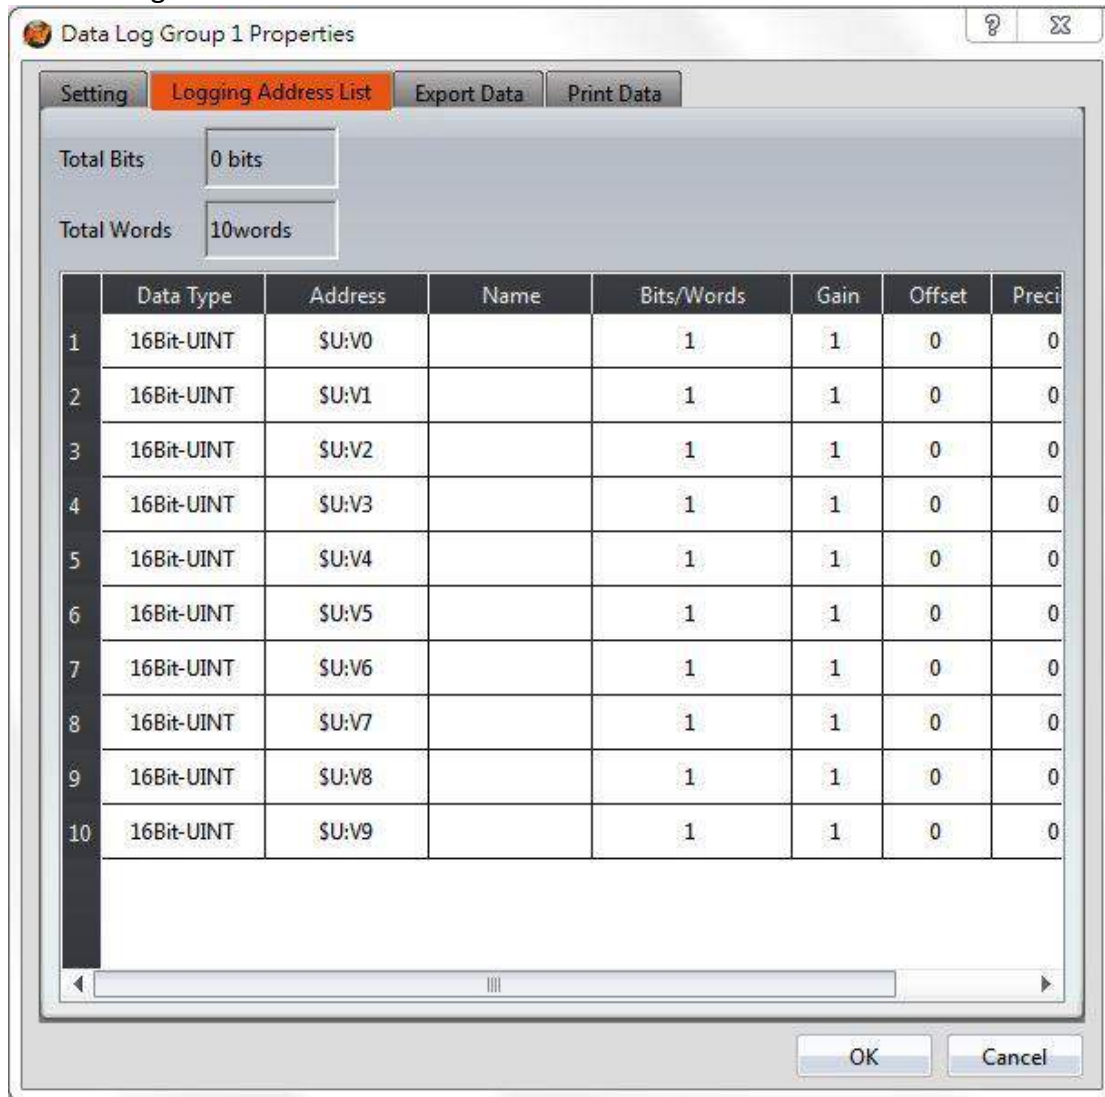 Data Log Group 1 Properties
Setting Logging Address List Export Data Print Data
Total Bits 0 bits
Total Words 10words
Data Type Address Name Bits/Words Gain Offset Preci
1 16Bit-UINT $U:V0 1 1 0 0
2 16Bit-UINT $U:V1 1 1 0 0
3 16Bit-UINT $U:V2 1 1 0 0
4 16Bit-UINT $U:V3 1 1 0 0
5 16Bit-UINT $U:V4 1 1 0 0
6 16Bit-UINT $U:V5 1 1 0 0
7 16Bit-UINT $U:V6 1 1 0 0
8 16Bit-UINT $U:V7 1 1 0 0
9 16Bit-UINT $U:V8 1 1 0 0
10 16Bit-UINT $U:V9 1 1 0 0
OK Cancel